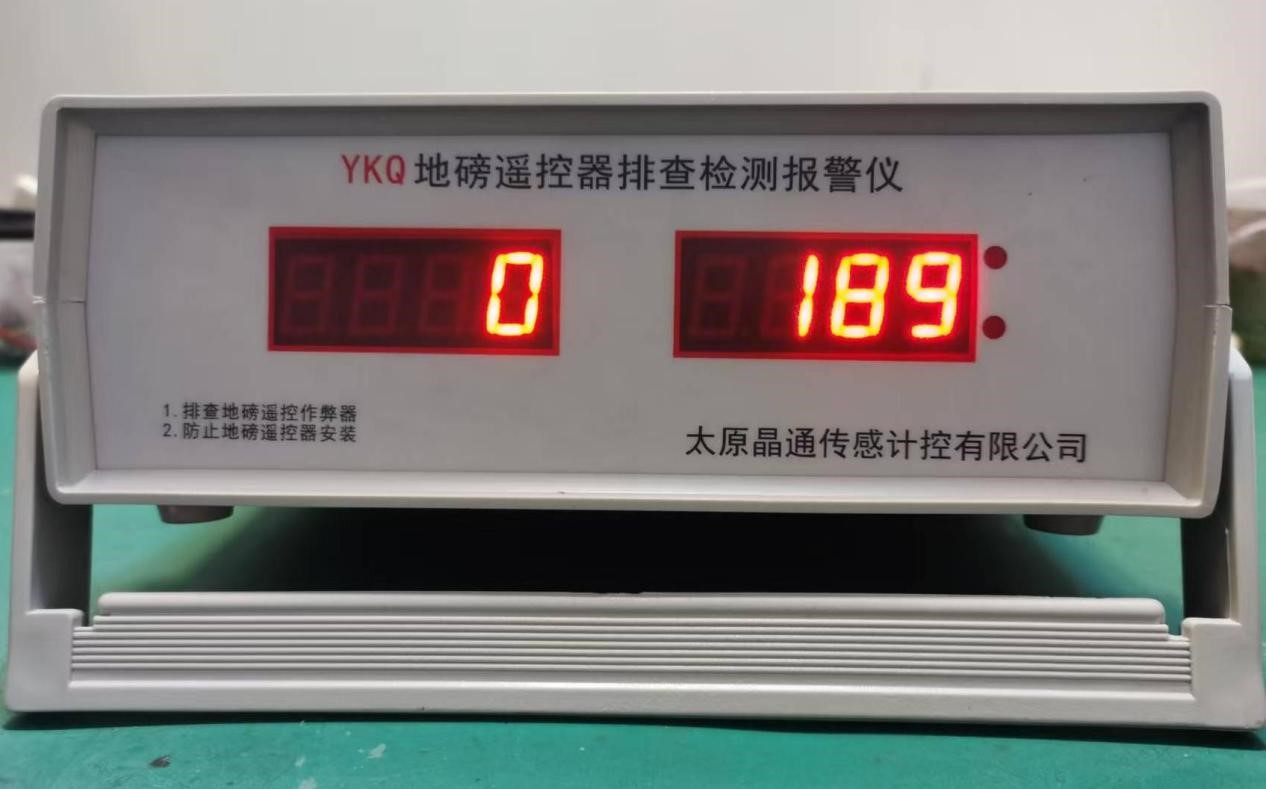 YKQ地磅遥控器排查检测报警仪
0
189
1.排查地磅遥控作弊器
2.防止地磅遥控器安装
太原晶通传感计控有限公司